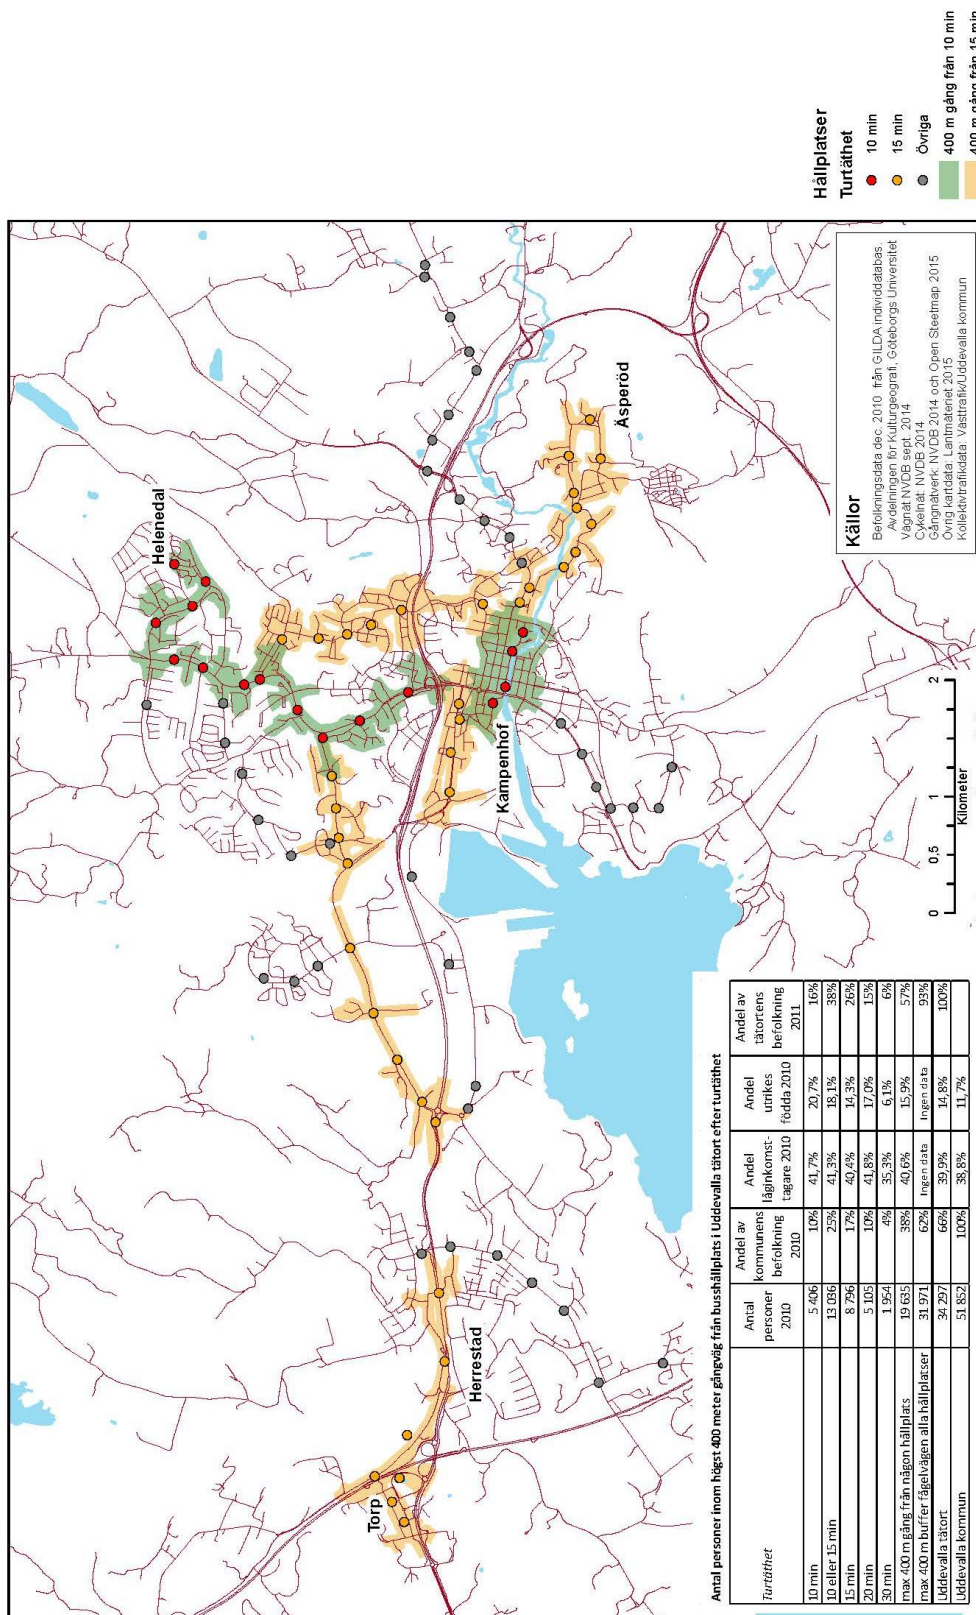 Hållplatser
Turtäthet
10 min
15 min
Övriga
400 m gång från 10 min
400 m gång från 15 min
Helenedal
Äsperöd
Kampenhof
Torp
Herrestad
Källor
Befolkningsdata dec. 2010 från GILDA individdatabas,
Avdelningen för Kulturgeografi, Göteborgs Universitet
Vägnät NVDB sept. 2014
Cykelnät: NVDB 2014
Gångnätverk: NVDB 2014 och Open Steetmap 2015
Övrig kartdata: Lantmäteriet 2015
Kollektivtrafikdata: Västtrafik/Uddevalla kommun
0 0.5 1 2
Kilometer
Antal personer inom högst 400 meter gångväg från busshållplats i Uddevalla tätort efter turtäthet
Turtäthet Antal personer 2010 Andel av kommunens befolkning 2010 Andel låginkomst-tagare 2010 Andel utrikes födda 2010 Andel av tätortens befolkning 2011
10 min 5 406 10% 41,7% 20,7% 16%
10 eller 15 min 13 036 25% 41,3% 18,1% 38%
15 min 8 796 17% 40,4% 14,3% 26%
20 min 5 105 10% 41,8% 17,0% 15%
30 min 1 954 4% 35,3% 6,1% 6%
max 400 m gång från någon hållplats 19 635 38% 40,6% 15,9% 57%
max 400 m buffer fågelvägen alla hållplatser 31 971 62% Ingen data Ingen data 93%
Uddevalla tätort 34 297 66% 39,9% 14,8% 100%
Uddevalla kommun 51 852 100% 38,8% 11,7%